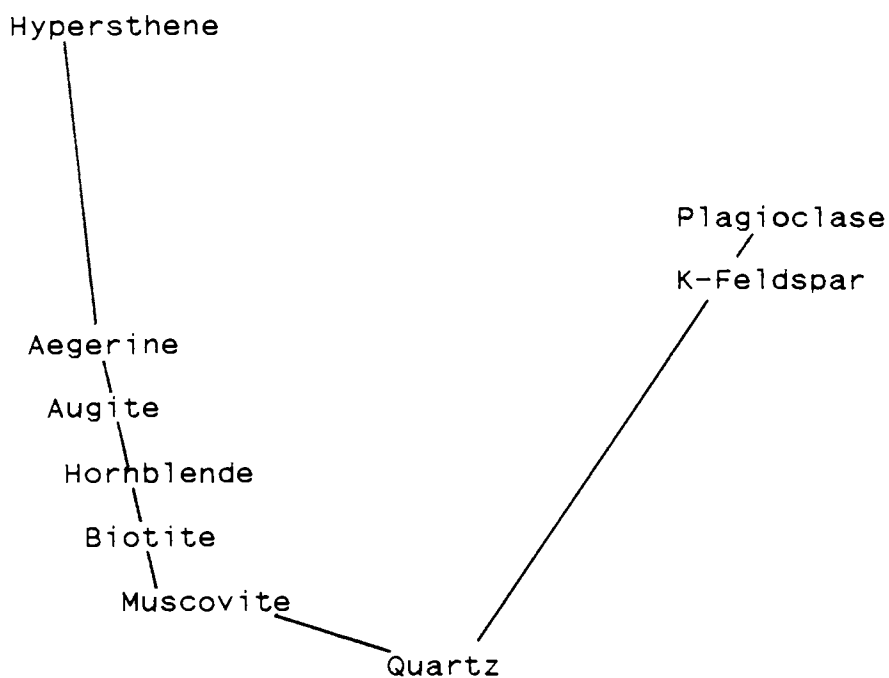 Hypersthene
Plagioclase
K-Feldspar
Aegerine
Augite
Hornblende
Biotite
Muscovite
Quartz